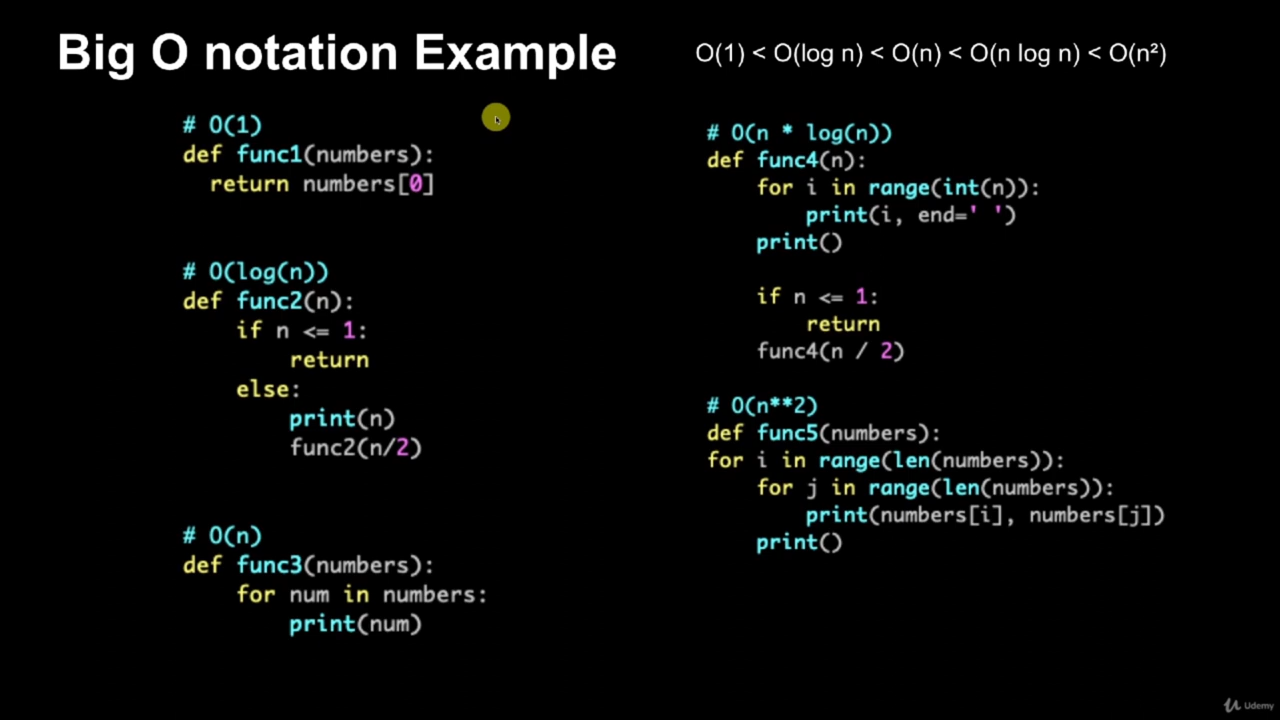 Big O notation Example
O(1) < O(log n) < O(n) < O(n log n) < O(n²)
# O(1)
def func1(numbers):
  return numbers[0]
# O(log(n))
def func2(n):
    if n <= 1:
        return
    else:
        print(n)
        func2(n/2)
# O(n)
def func3(numbers):
    for num in numbers:
        print(num)
# O(n * log(n))
def func4(n):
    for i in range(int(n)):
        print(i, end=' ')
    print()
    if n <= 1:
        return
    func4(n / 2)
# O(n**2)
def func5(numbers):
for i in range(len(numbers)):
    for j in range(len(numbers)):
        print(numbers[i], numbers[j])
    print()
Udemy